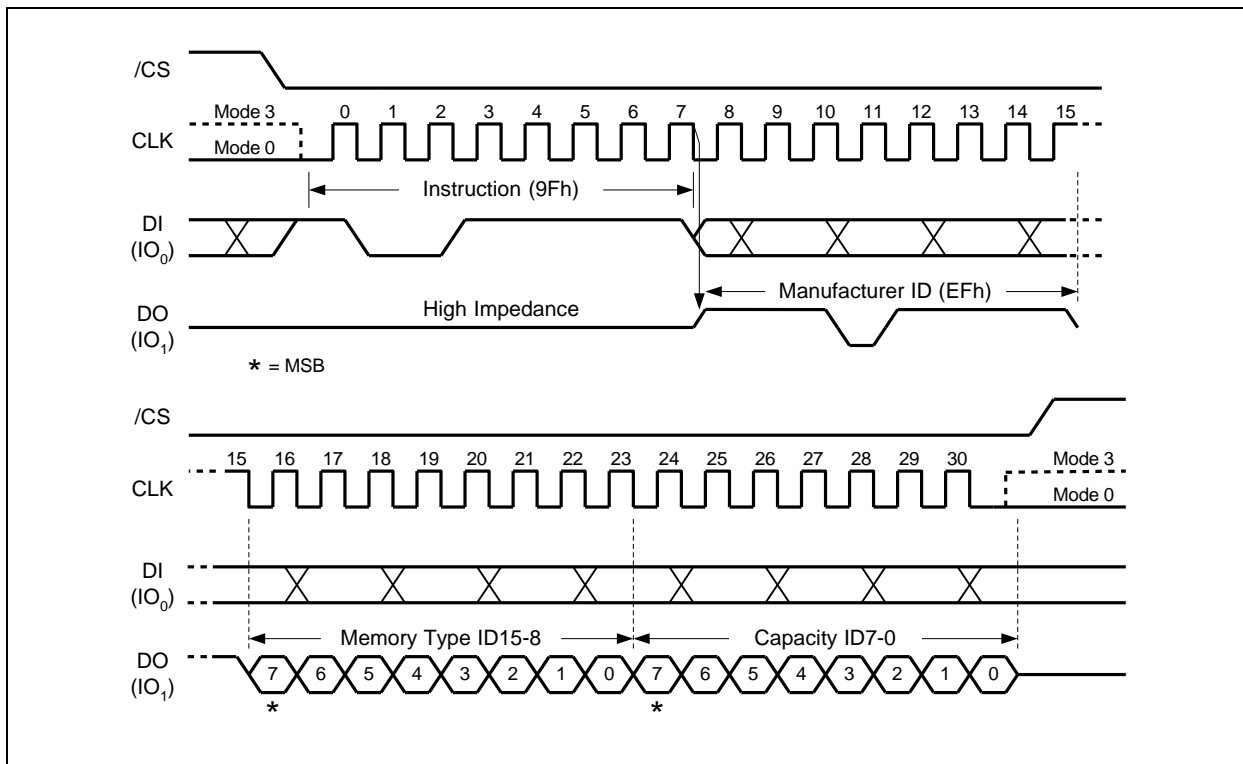 /CS
Mode 3 0 1 2 3 4 5 6 7 8 9 10 11 12 13 14 15
CLK
Mode 0
Instruction (9Fh)
DI
(IO0)
Manufacturer ID (EFh)
High Impedance
DO
(IO1)
* = MSB
/CS
15 16 17 18 19 20 21 22 23 24 25 26 27 28 29 30 Mode 3
CLK
Mode 0
DI
(IO0)
Memory Type ID15-8 Capacity ID7-0
DO
7 6 5 4 3 2 1 0 7 6 5 4 3 2 1 0
(IO1)
* *